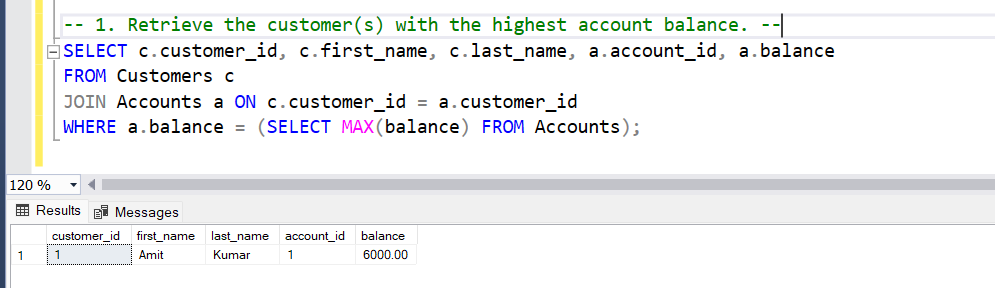 -- 1. Retrieve the customer(s) with the highest account balance. --
SELECT c.customer_id, c.first_name, c.last_name, a.account_id, a.balance
FROM Customers c
JOIN Accounts a ON c.customer_id = a.customer_id
WHERE a.balance = (SELECT MAX(balance) FROM Accounts);
120 %
Results Messages
customer_id first_name last_name account_id balance
1 1 Amit Kumar 1 6000.00